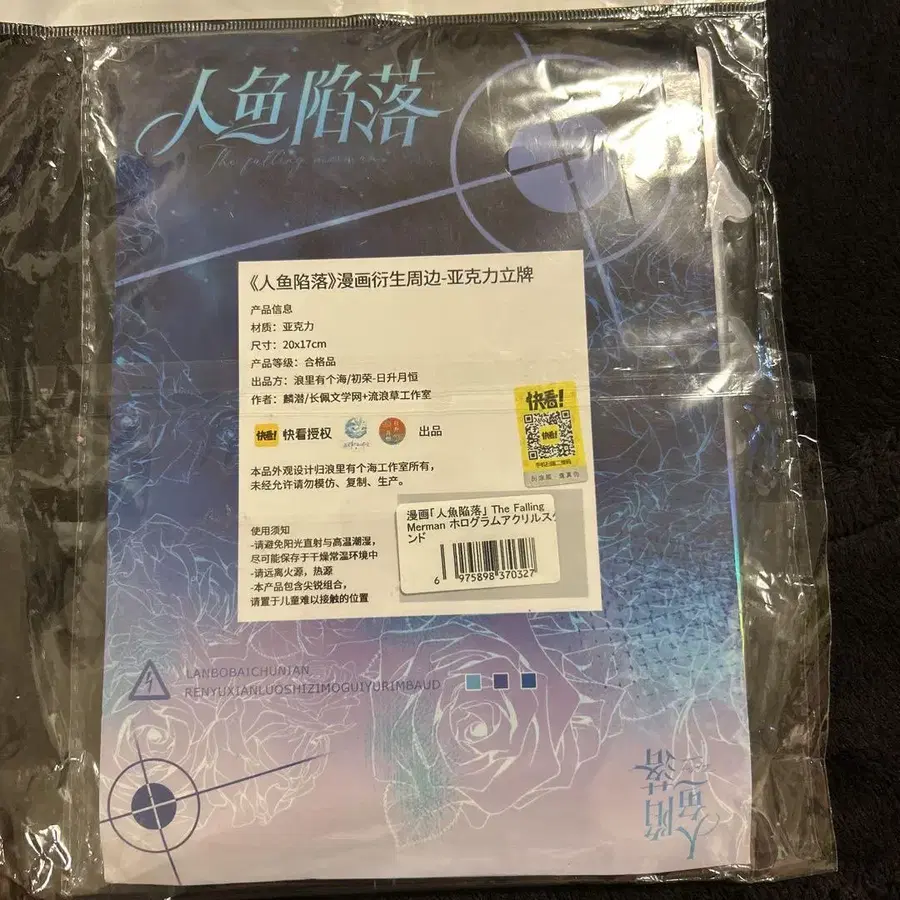 人鱼陷落
The falling merman
《人鱼陷落》漫画衍生周边-亚克力立牌
产品信息
材质：亚克力
尺寸：20x17cm
产品等级：合格品
出品方：浪里有个海/初荣-日升月恒
作者：麟潜/长佩文学网+流浪草工作室
快看! 快看授权 出品
本品外观设计归浪里有个海工作室所有，
未经允许请勿模仿、复制、生产。
快看!
快看!
使用须知
-请避免阳光直射与高温潮湿，
尽可能保存于干燥常温环境中
-请远离火源，热源
-本产品包含尖锐组合，
请置于儿童难以接触的位置
漫画「人魚陷落」The Falling
Merman ホログラムアクリルスタ
ンド
6 975898 370327
LANBOBAICHUNIAN
RENYUXIANLUOSHIZIMOGUIYURIMBAUD
人鱼陷落